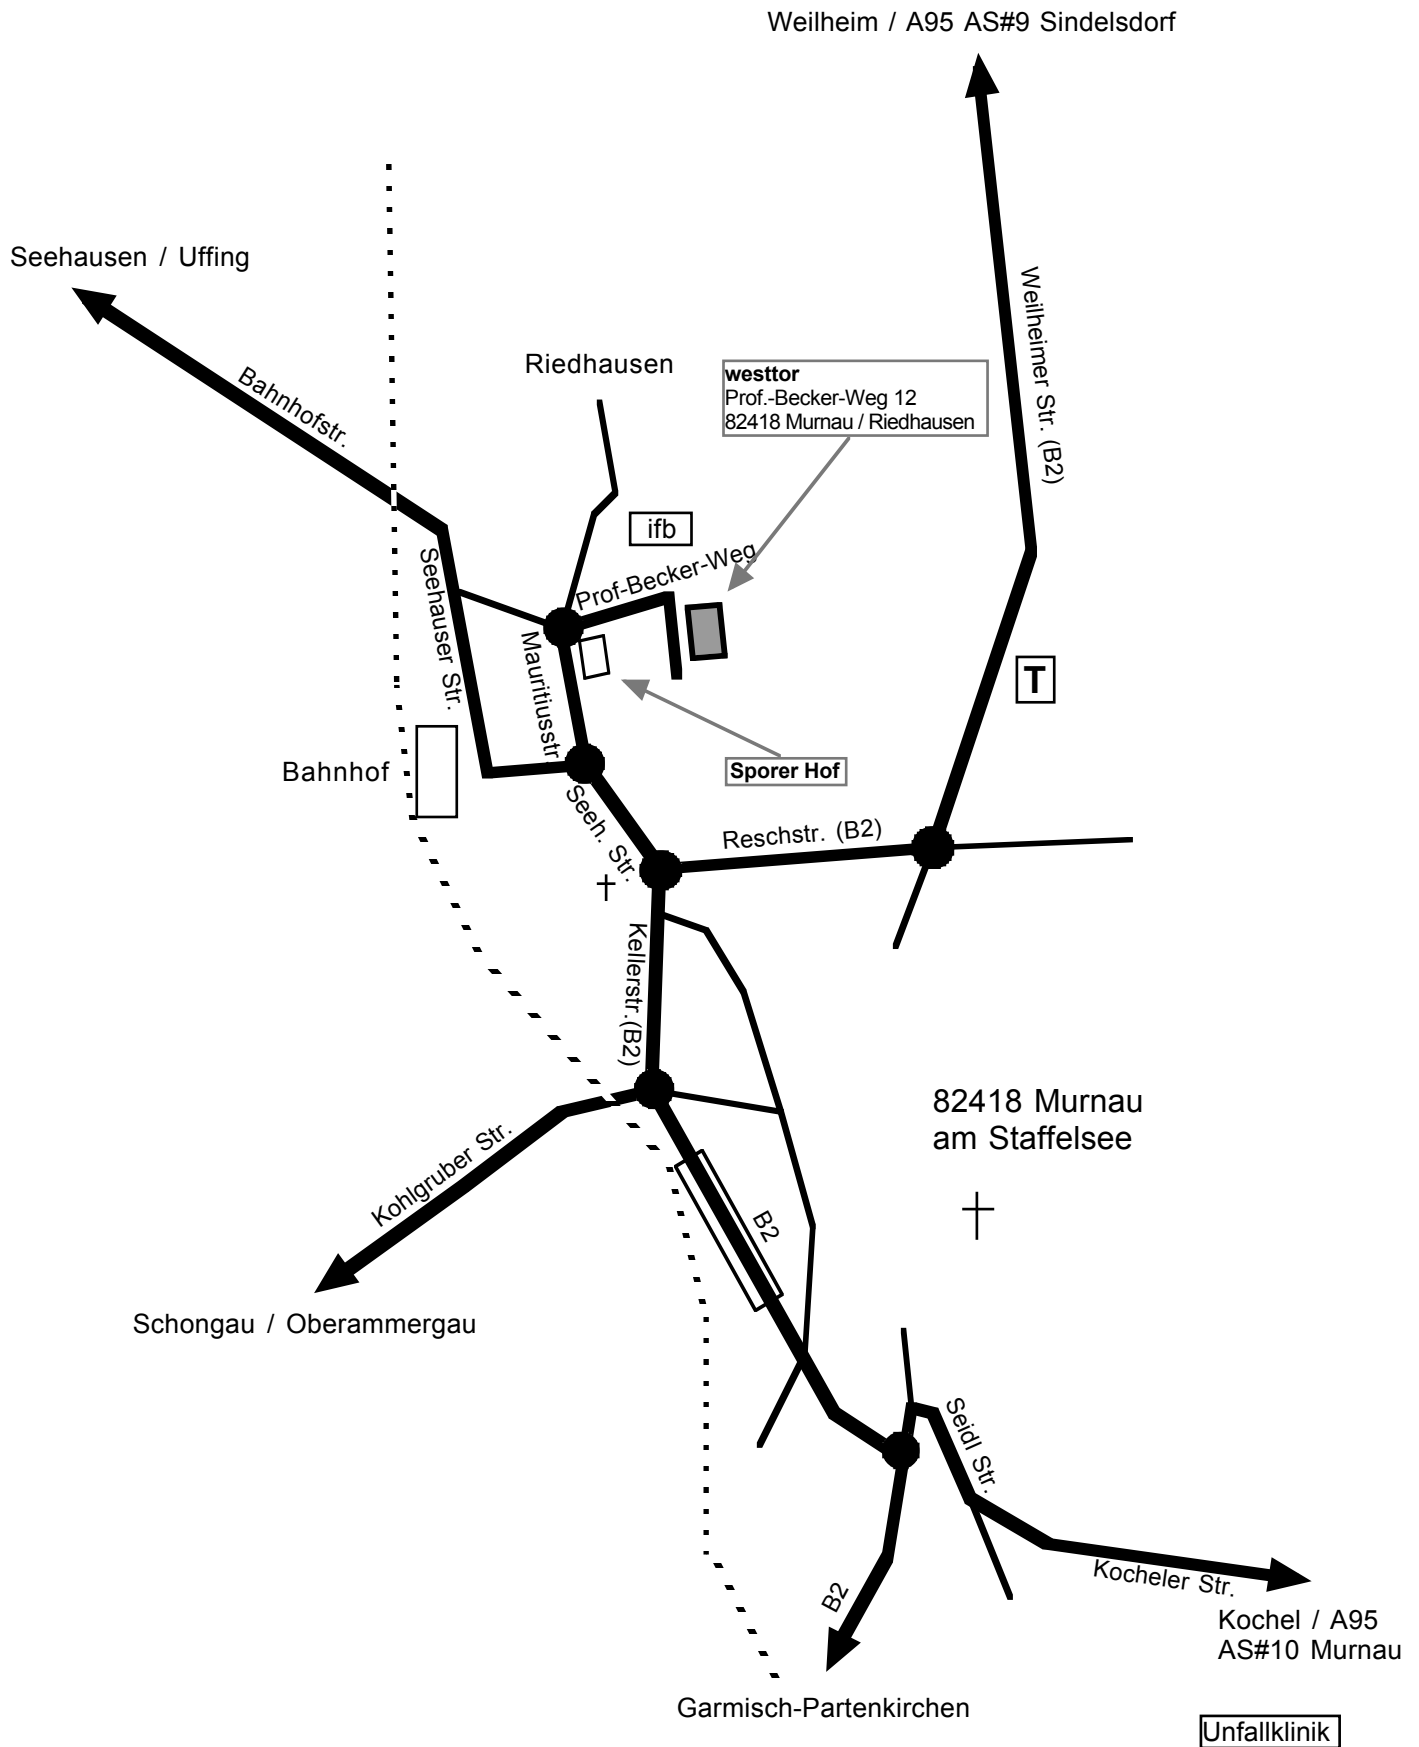 Weilheim / A95 AS#9 Sindelsdorf
Seehausen / Uffing
Weilheimer Str. (B2)
Bahnhofstr.
Riedhausen
westtor
Prof.-Becker-Weg 12
82418 Murnau / Riedhausen
ifb
Prof-Becker-Weg
Seehauser Str.
Mauritiusstr.
T
Bahnhof
Sporer Hof
Seeh. Str.
Reschstr. (B2)
Kellerstr.(B2)
82418 Murnau
am Staffelsee
Kohlgruber Str.
B2
Schongau / Oberammergau
Seidl Str.
Kocheler Str.
B2
Kochel / A95
AS#10 Murnau
Garmisch-Partenkirchen
Unfallklinik